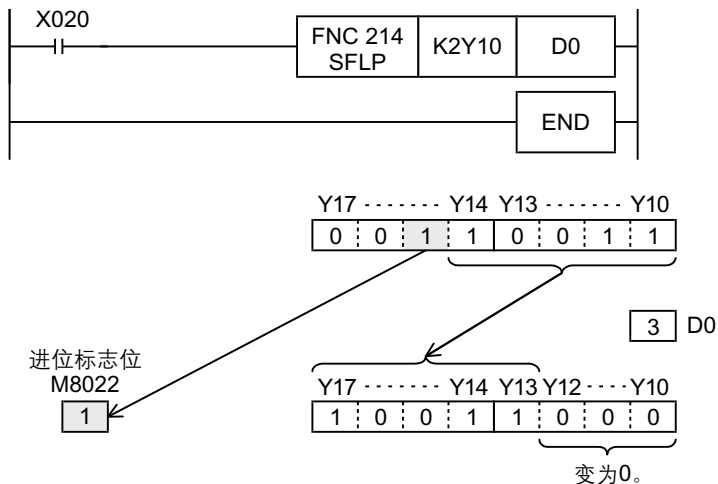 X020
FNC 214 K2Y10 D0
SFLP
END
Y17 ------- Y14 Y13 ------- Y10
0 0 1 1 0 0 1 1
3 D0
进位标志位
M8022
Y17 ------- Y14 Y13 Y12 ---- Y10
1 1 0 0 1 1 0 0 0
变为0。